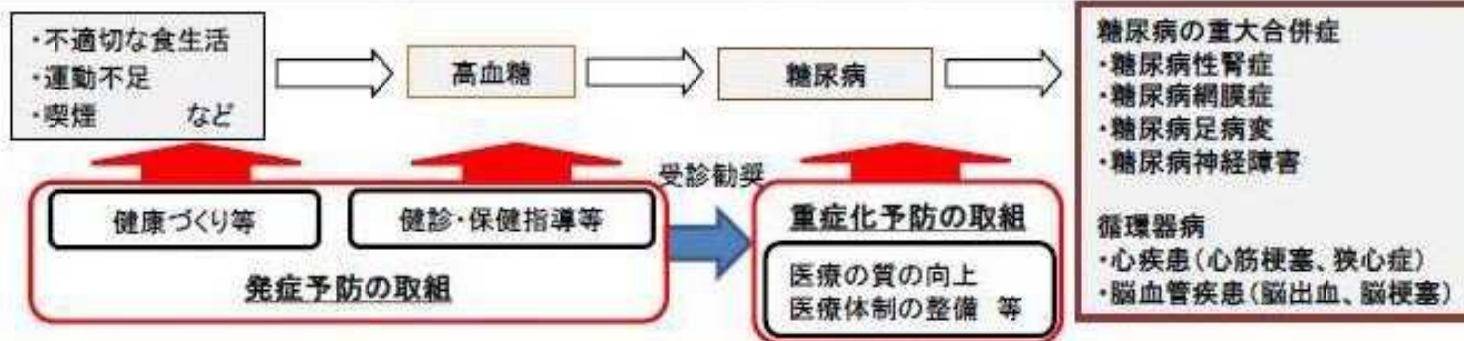 ・不適切な食生活
・運動不足
・喫煙　　　など
高血糖
糖尿病
糖尿病の重大合併症
・糖尿病性腎症
・糖尿病網膜症
・糖尿病足病変
・糖尿病神経障害
循環器病
・心疾患(心筋梗塞、狭心症)
・脳血管疾患(脳出血、脳梗塞)
健康づくり等
健診・保健指導等
発症予防の取組
受診勧奨
重症化予防の取組
医療の質の向上
医療体制の整備　等